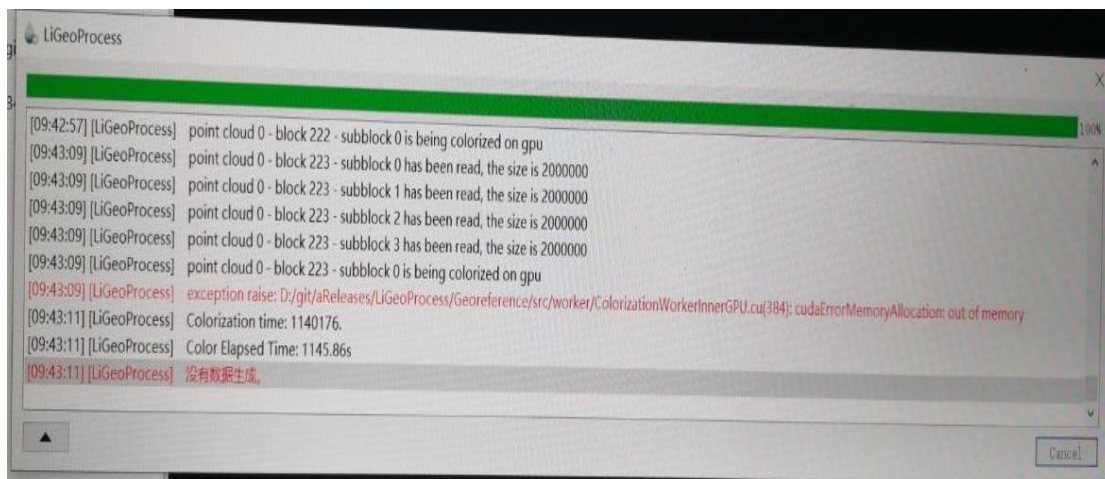 LiGeoProcess
100%
[09:42:57] [LiGeoProcess] point cloud 0 - block 222 - subblock 0 is being colorized on gpu
[09:43:09] [LiGeoProcess] point cloud 0 - block 223 - subblock 0 has been read, the size is 2000000
[09:43:09] [LiGeoProcess] point cloud 0 - block 223 - subblock 1 has been read, the size is 2000000
[09:43:09] [LiGeoProcess] point cloud 0 - block 223 - subblock 2 has been read, the size is 2000000
[09:43:09] [LiGeoProcess] point cloud 0 - block 223 - subblock 3 has been read, the size is 2000000
[09:43:09] [LiGeoProcess] point cloud 0 - block 223 - subblock 0 is being colorized on gpu
[09:43:09] [LiGeoProcess] exception raise: D:/git/aReleases/LiGeoProcess/Georeference/src/worker/ColorizationWorkerInnerGPU.cu(384): cudaErrorMemoryAllocation: out of memory
[09:43:11] [LiGeoProcess] Colorization time: 1140176.
[09:43:11] [LiGeoProcess] Color Elapsed Time: 1145.86s
[09:43:11] [LiGeoProcess] 没有数据生成。
Cancel